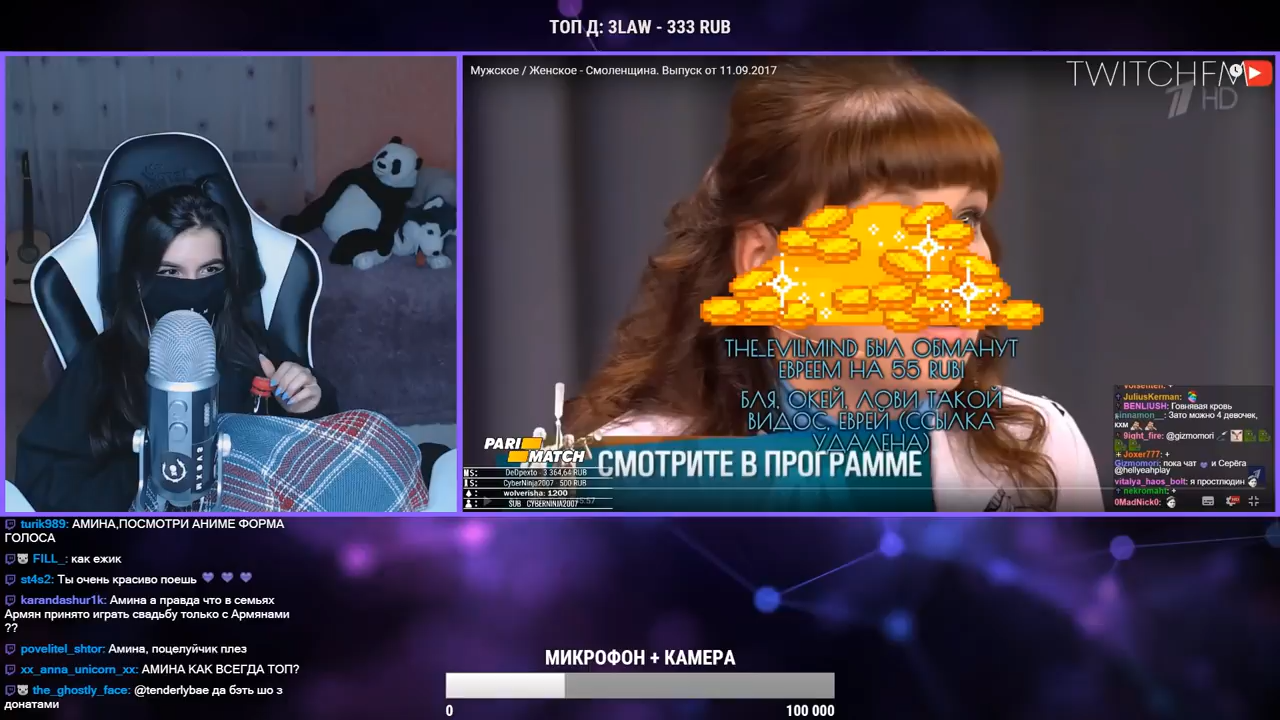 ТОП Д: 3LAW - 333 RUB
Мужское / Женское - Смоленщина. Выпуск от 11.09.2017
TWITCHFM
HD
THE_EVILMIND БЫЛ ОБМАНУТ
ЕВРЕЕМ НА 55 RUB!
БЛЯ, ОКЕЙ, ЛОВИ ТАКОЙ
ВИДОС, ЕВРЕЙ (ССЫЛКА
УДАЛЕНА)
СМОТРИТЕ В ПРОГРАММЕ
PARI
MATCH
MS: DeDpexto 3 364,64 RUB
IS: CyberNinja2007 500 RUB
wolverisha: 1200
SUB CYBERNINJA2007
JuliusKerman:
BENLIUSH: Говнявая кровь
sinnamon__: Зато можно 4 девочек,
кхм
9ight_fire: @gizmomori
Joxer777: +
Gizmomori: пока чат и Серёга
@hellyeahplay
vitalya_haos_bolt: я простлюдин
nekromaht: +
0MadNick0:
turik989: АМИНА,ПОСМОТРИ АНИМЕ ФОРМА
ГОЛОСА
FILL_: как ежик
st4s2: Ты очень красиво поешь
karandashur1k: Амина а правда что в семьях
Армян принято играть свадьбу только с Армянами
??
povelitel_shtor: Амина, поцелуйчик плез
xx_anna_unicorn_xx: АМИНА КАК ВСЕГДА ТОП?
the_ghostly_face: @tenderlybae да бэть шо з
донатами
МИКРОФОН + КАМЕРА
0 100 000